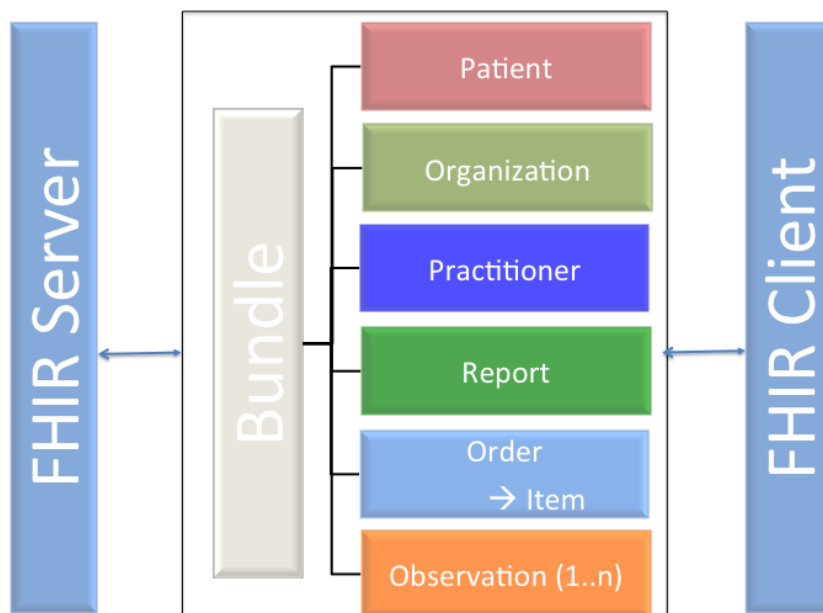 FHIR Server
Bundle
Patient
Organization
Practitioner
Report
Order
→ Item
Observation (1..n)
FHIR Client